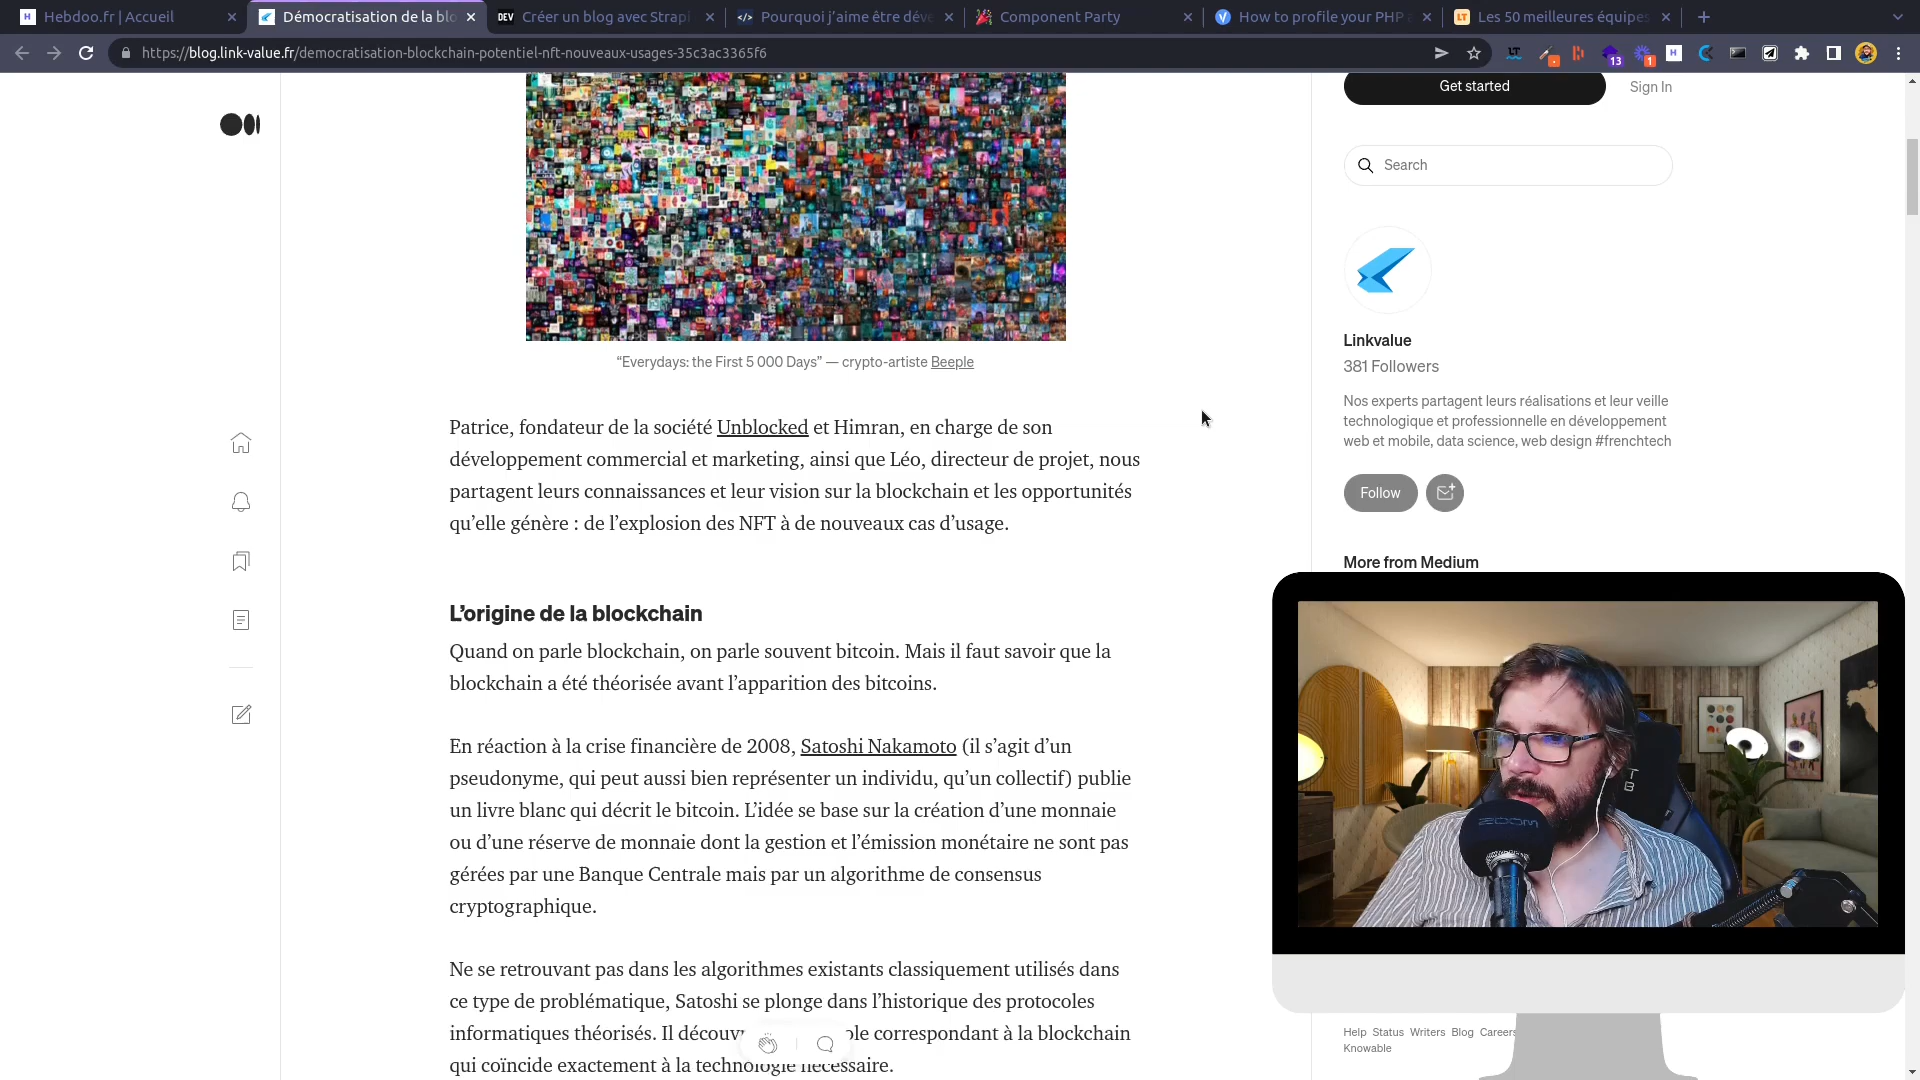 Hebdoo.fr | Accueil
Démocratisation de la blo
DEV Créer un blog avec Strapi
</> Pourquoi j'aime être déve
Component Party
How to profile your PHP a
LT Les 50 meilleures équipes
https://blog.link-value.fr/democratisation-blockchain-potentiel-nft-nouveaux-usages-35c3ac3365f6
13
1
Get started
Sign In
Search
"Everydays: the First 5 000 Days" — crypto-artiste Beeple
Patrice, fondateur de la société Unblocked et Himran, en charge de son
développement commercial et marketing, ainsi que Léo, directeur de projet, nous
partagent leurs connaissances et leur vision sur la blockchain et les opportunités
qu'elle génère : de l'explosion des NFT à de nouveaux cas d'usage.
L'origine de la blockchain
Quand on parle blockchain, on parle souvent bitcoin. Mais il faut savoir que la
blockchain a été théorisée avant l'apparition des bitcoins.
En réaction à la crise financière de 2008, Satoshi Nakamoto (il s'agit d'un
pseudonyme, qui peut aussi bien représenter un individu, qu'un collectif) publie
un livre blanc qui décrit le bitcoin. L'idée se base sur la création d'une monnaie
ou d'une réserve de monnaie dont la gestion et l'émission monétaire ne sont pas
gérées par une Banque Centrale mais par un algorithme de consensus
cryptographique.
Ne se retrouvant pas dans les algorithmes existants classiquement utilisés dans
ce type de problématique, Satoshi se plonge dans l'historique des protocoles
informatiques théorisés. Il découvr ole correspondant à la blockchain
qui coïncide exactement à la technologie nécessaire.
Linkvalue
381 Followers
Nos experts partagent leurs réalisations et leur veille
technologique et professionnelle en développement
web et mobile, data science, web design #frenchtech
Follow
More from Medium
ZOOM
Help Status Writers Blog Careers
Knowable